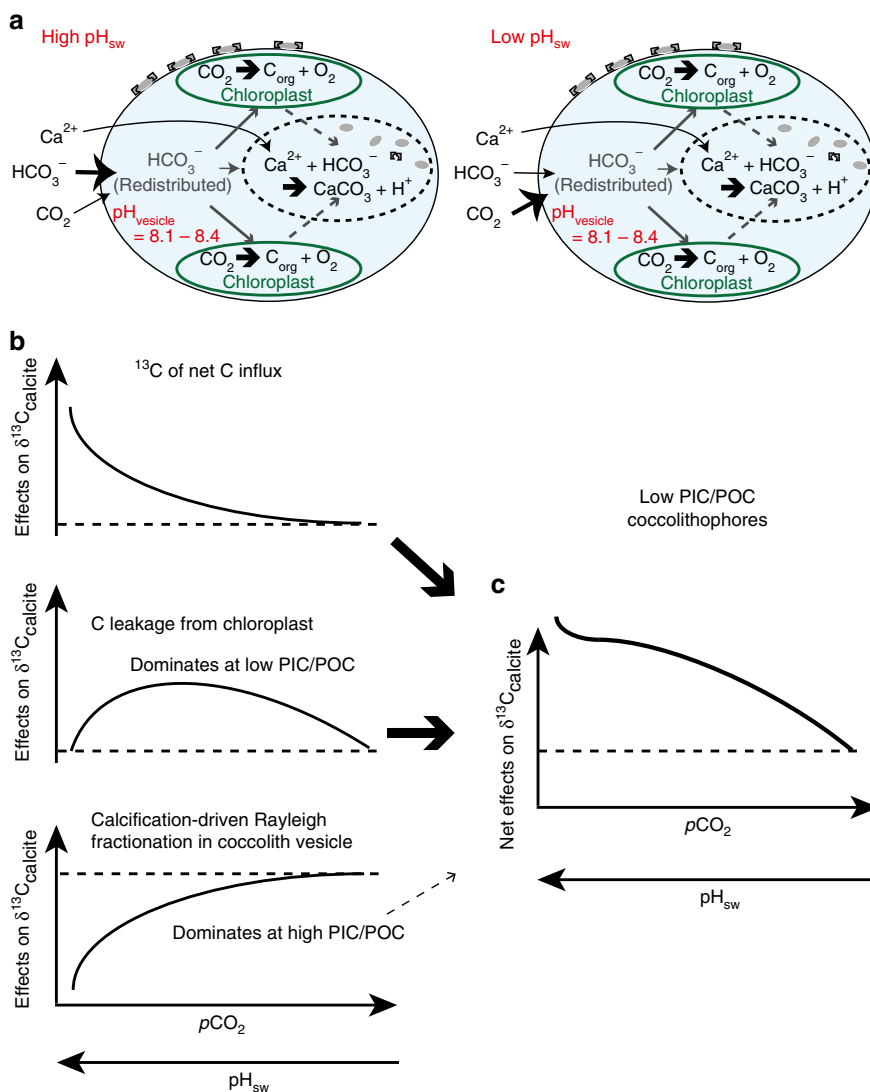 a
High pHsw
CO2 → Corg + O2
Chloroplast
Ca2+
HCO3−
CO2
HCO3−
(Redistributed)
pHvesicle
= 8.1 – 8.4
Ca2+ + HCO3−
→ CaCO3 + H+
CO2 → Corg + O2
Chloroplast
Low pHsw
CO2 → Corg + O2
Chloroplast
Ca2+
HCO3−
CO2
HCO3−
(Redistributed)
pHvesicle
= 8.1 – 8.4
Ca2+ + HCO3−
→ CaCO3 + H+
CO2 → Corg + O2
Chloroplast
b
13C of net C influx
Effects on δ13Ccalcite
C leakage from chloroplast
Dominates at low PIC/POC
Effects on δ13Ccalcite
Calcification-driven Rayleigh
fractionation in coccolith vesicle
Dominates at high PIC/POC
Effects on δ13Ccalcite
pCO2
pHsw
Low PIC/POC
coccolithophores
c
Net effects on δ13Ccalcite
pCO2
pHsw